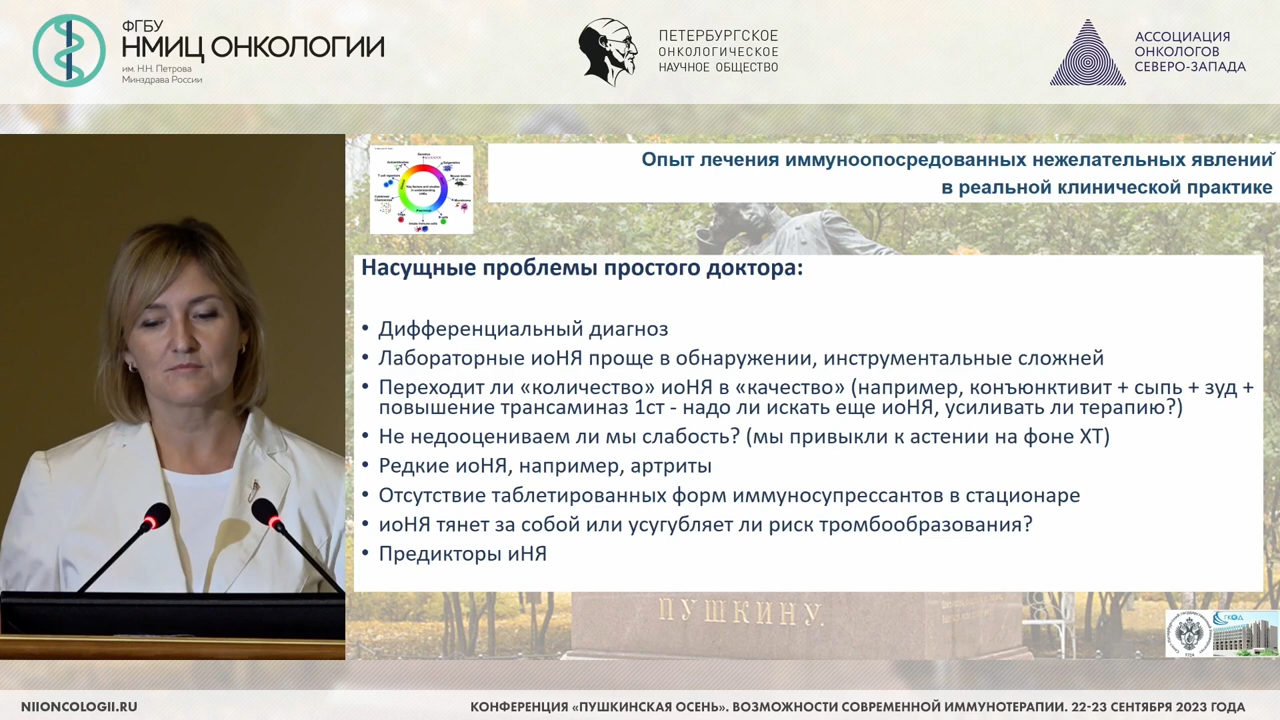 ФГБУ
НМИЦ ОНКОЛОГИИ
им. Н.Н. Петрова
Минздрава России
ПЕТЕРБУРГСКОЕ
ОНКОЛОГИЧЕСКОЕ
НАУЧНОЕ ОБЩЕСТВО
АССОЦИАЦИЯ
ОНКОЛОГОВ
СЕВЕРО-ЗАПАДА
Опыт лечения иммуноопосредованных нежелательных явлений
в реальной клинической практике
Насущные проблемы простого доктора:
• Дифференциальный диагноз
• Лабораторные иоНЯ проще в обнаружении, инструментальные сложней
• Переходит ли «количество» иоНЯ в «качество» (например, конъюнктивит + сыпь + зуд +
повышение трансаминаз 1ст - надо ли искать еще иоНЯ, усиливать ли терапию?)
• Не недооцениваем ли мы слабость? (мы привыкли к астении на фоне ХТ)
• Редкие иоНЯ, например, артриты
• Отсутствие таблетированных форм иммуносупрессантов в стационаре
• иоНЯ тянет за собой или усугубляет ли риск тромбообразования?
• Предикторы иНЯ
ПУШКИНУ.
ГКОД
1724
NIIONCOLOGII.RU
КОНФЕРЕНЦИЯ «ПУШКИНСКАЯ ОСЕНЬ». ВОЗМОЖНОСТИ СОВРЕМЕННОЙ ИММУНОТЕРАПИИ. 22-23 СЕНТЯБРЯ 2023 ГОДА